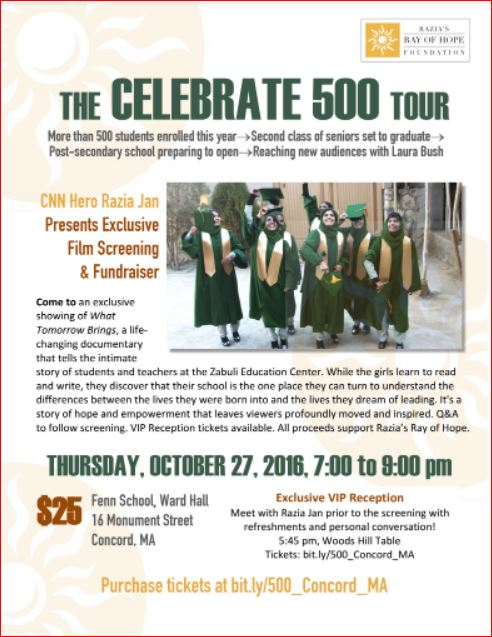 RAZIA'S
RAY OF HOPE
FOUNDATION
THE CELEBRATE 500 TOUR
More than 500 students enrolled this year→Second class of seniors set to graduate→
Post-secondary school preparing to open→Reaching new audiences with Laura Bush
CNN Hero Razia Jan
Presents Exclusive
Film Screening
& Fundraiser
Come to an exclusive
showing of What
Tomorrow Brings, a life-
changing documentary
that tells the intimate
story of students and teachers at the Zabuli Education Center. While the girls learn to read
and write, they discover that their school is the one place they can turn to understand the
differences between the lives they were born into and the lives they dream of leading. It's a
story of hope and empowerment that leaves viewers profoundly moved and inspired. Q&A
to follow screening. VIP Reception tickets available. All proceeds support Razia's Ray of Hope.
THURSDAY, OCTOBER 27, 2016, 7:00 to 9:00 pm
$25
Fenn School, Ward Hall
16 Monument Street
Concord, MA
Exclusive VIP Reception
Meet with Razia Jan prior to the screening with
refreshments and personal conversation!
5:45 pm, Woods Hill Table
Tickets: bit.ly/500_Concord_MA
Purchase tickets at bit.ly/500_Concord_MA